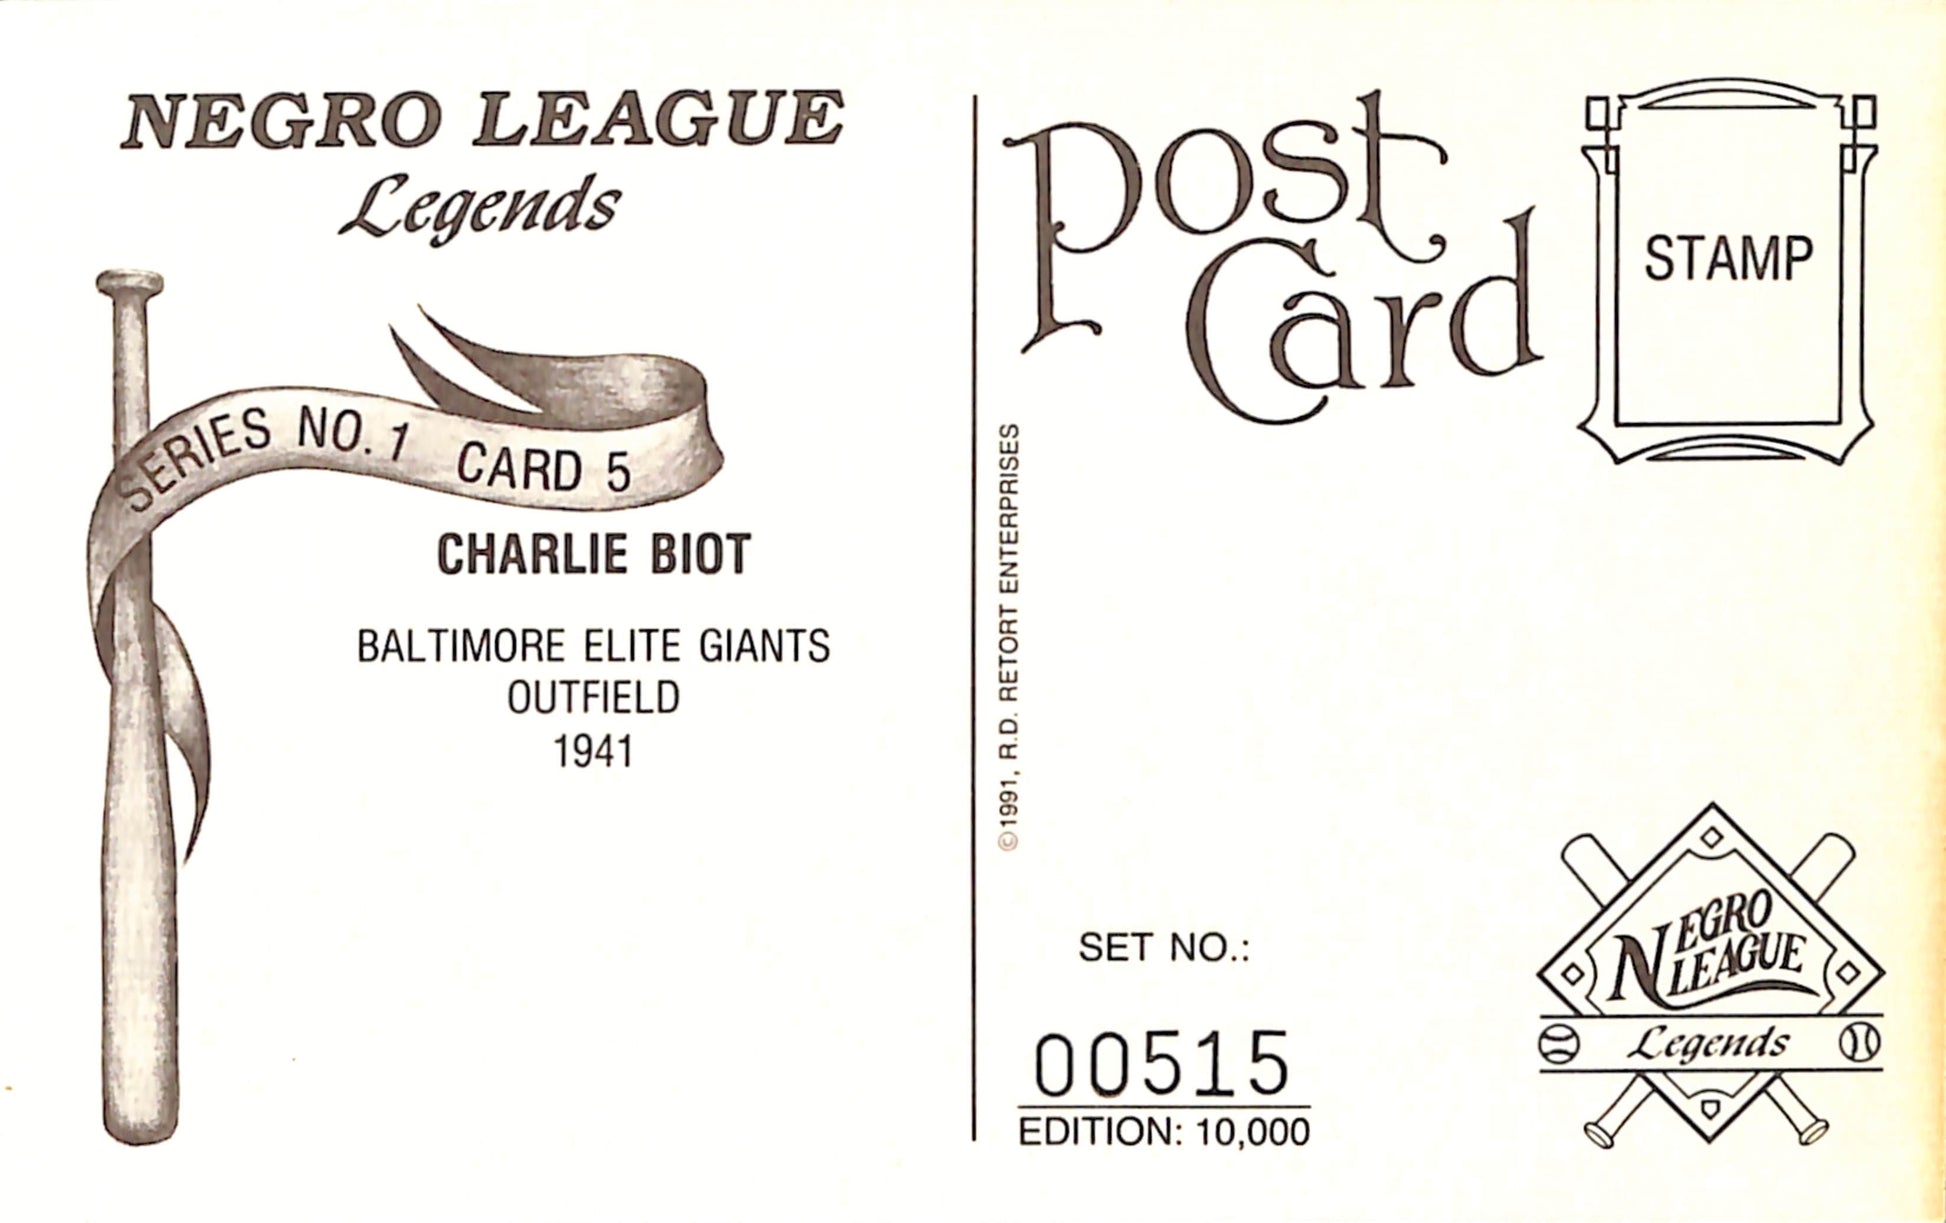 NEGRO LEAGUE
Legends
SERIES NO. 1 CARD 5
CHARLIE BIOT
BALTIMORE ELITE GIANTS
OUTFIELD
1941
©1991, R.D. RETORT ENTERPRISES
Post
Card
STAMP
SET NO.:
00515
EDITION: 10,000
NEGRO
LEAGUE
Legends